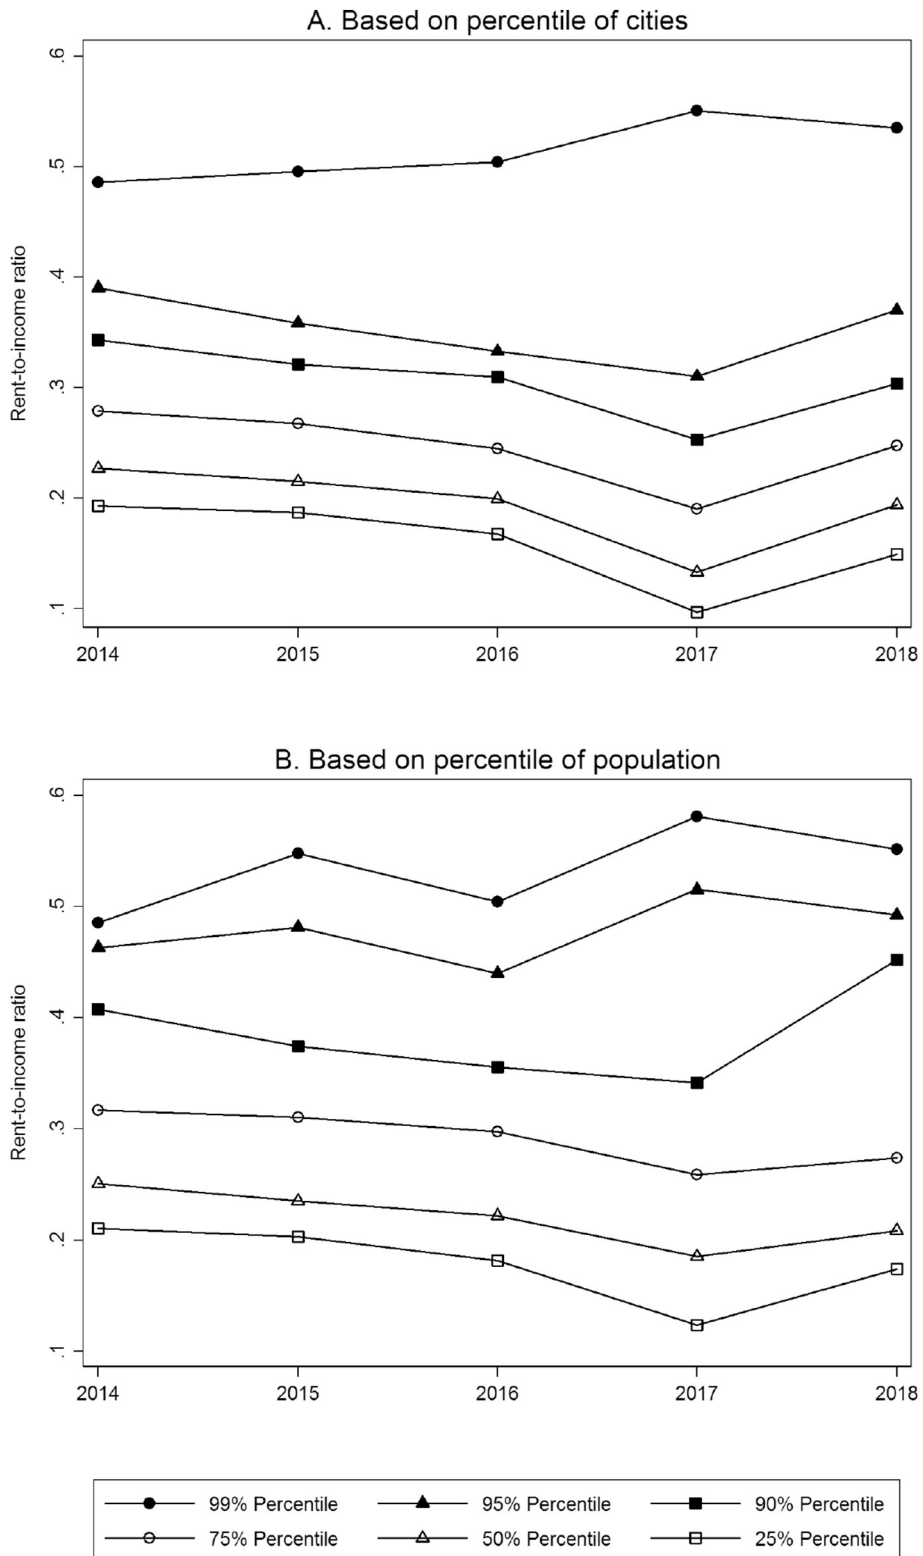 A. Based on percentile of cities
.6
.5
.4
.3
.2
.1
Rent-to-income ratio
2014 2015 2016 2017 2018
B. Based on percentile of population
.6
.5
.4
.3
.2
.1
Rent-to-income ratio
2014 2015 2016 2017 2018
99% Percentile 95% Percentile 90% Percentile
75% Percentile 50% Percentile 25% Percentile